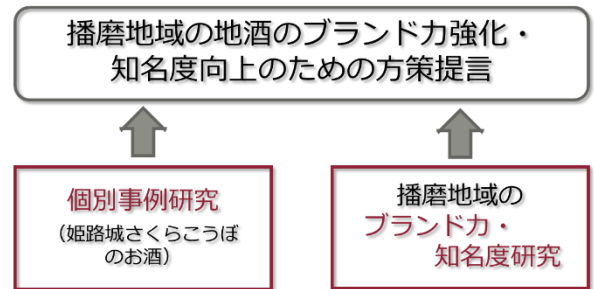 播磨地域の地酒のブランド力強化・
知名度向上のための方策提言
個別事例研究
（姫路城さくらこうぼ
のお酒）
播磨地域の
ブランド力・
知名度研究